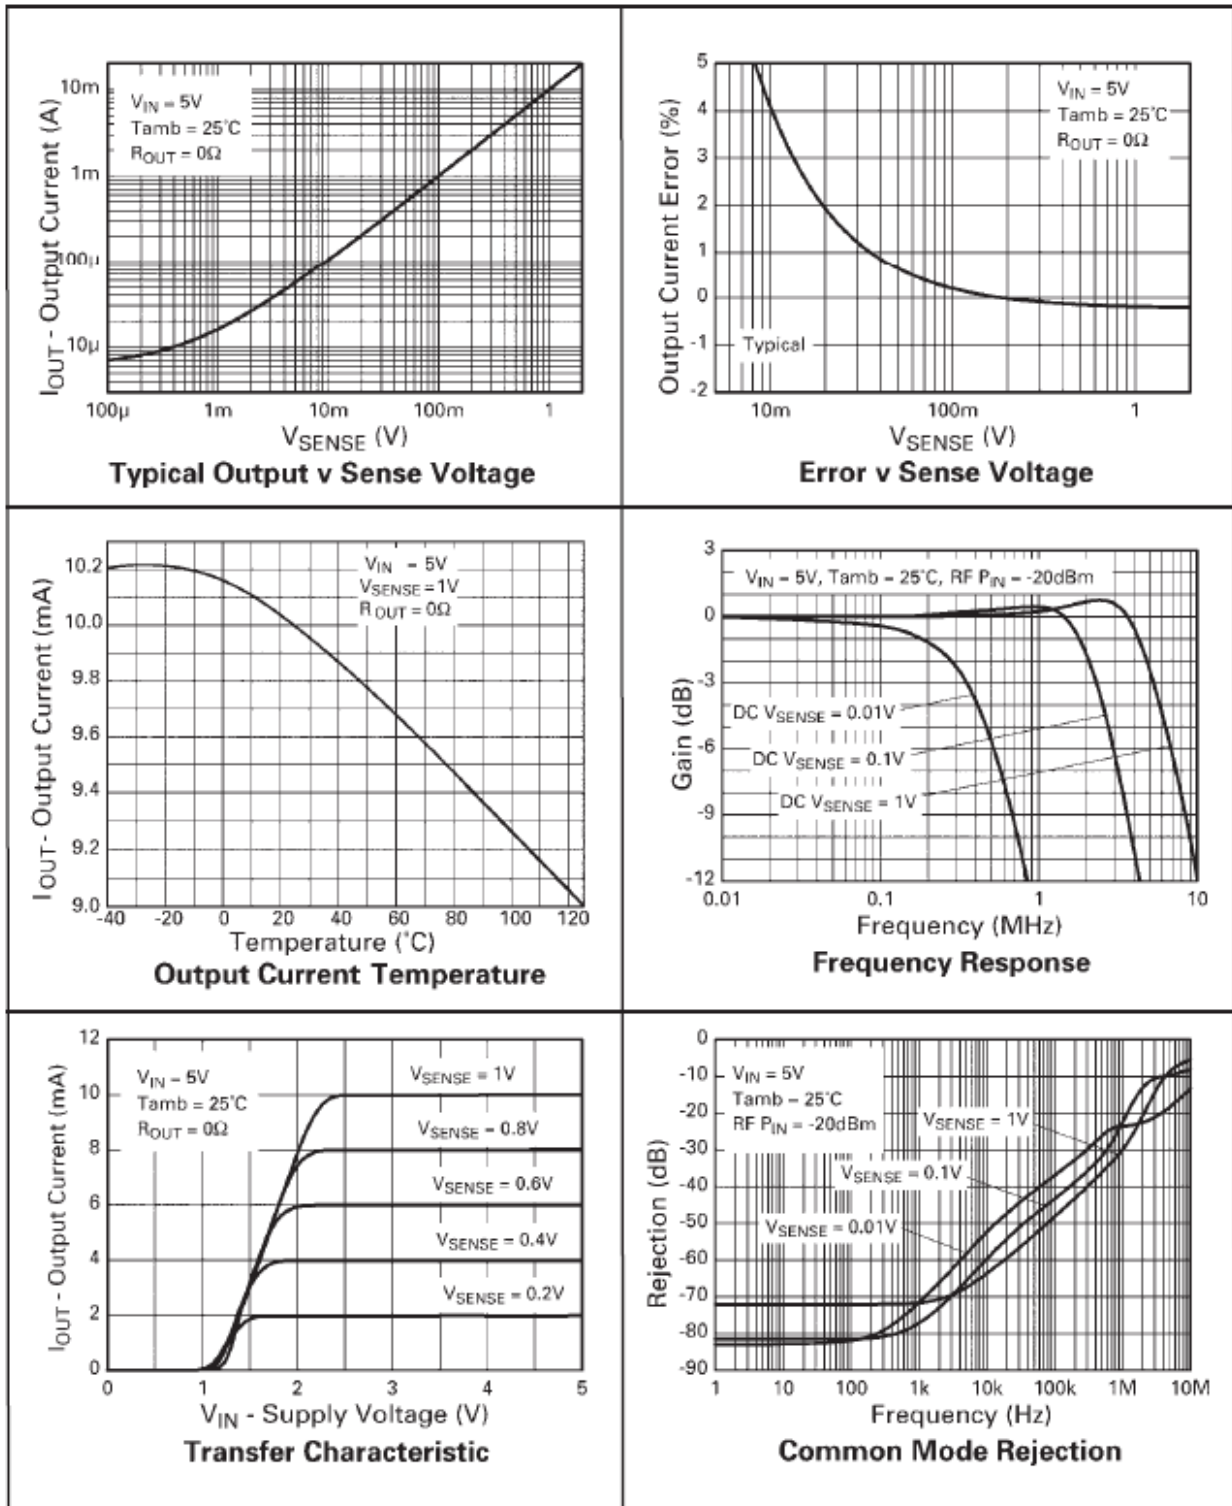 IOUT - Output Current (A)
10m
1m
100µ
10µ
VIN = 5V
Tamb = 25°C
ROUT = 0Ω
100µ 1m 10m 100m 1
VSENSE (V)
Typical Output v Sense Voltage
Output Current Error (%)
5
4
3
2
1
0
-1
-2
VIN = 5V
Tamb = 25°C
ROUT = 0Ω
Typical
10m 100m 1
VSENSE (V)
Error v Sense Voltage
IOUT - Output Current (mA)
10.2
10.0
9.8
9.6
9.4
9.2
9.0
VIN = 5V
VSENSE = 1V
ROUT = 0Ω
-40 -20 0 20 40 60 80 100 120
Temperature (°C)
Output Current Temperature
Gain (dB)
3
0
-3
-6
-9
-12
VIN = 5V, Tamb = 25°C, RF PIN = -20dBm
DC VSENSE = 0.01V
DC VSENSE = 0.1V
DC VSENSE = 1V
0.01 0.1 1 10
Frequency (MHz)
Frequency Response
IOUT - Output Current (mA)
12
10
8
6
4
2
0
VIN = 5V
Tamb = 25°C
ROUT = 0Ω
VSENSE = 1V
VSENSE = 0.8V
VSENSE = 0.6V
VSENSE = 0.4V
VSENSE = 0.2V
0 1 2 3 4 5
VIN - Supply Voltage (V)
Transfer Characteristic
Rejection (dB)
0
-10
-20
-30
-40
-50
-60
-70
-80
-90
VIN = 5V
Tamb = 25°C
RF PIN = -20dBm
VSENSE = 1V
VSENSE = 0.1V
VSENSE = 0.01V
1 10 100 1k 10k 100k 1M 10M
Frequency (Hz)
Common Mode Rejection